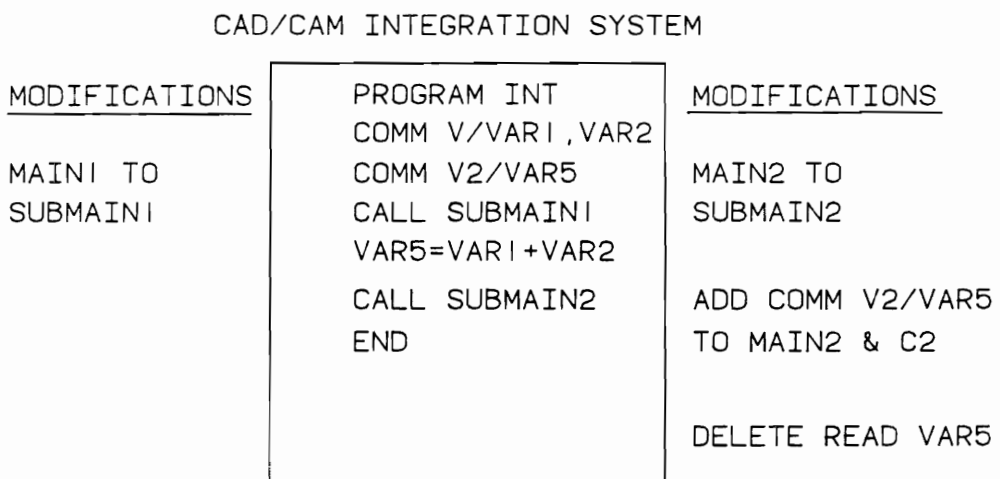 CAD/CAM INTEGRATION SYSTEM
MODIFICATIONS
MAIN1 TO
SUBMAIN1
PROGRAM INT
COMM V/VAR1,VAR2
COMM V2/VAR5
CALL SUBMAIN1
VAR5=VAR1+VAR2
CALL SUBMAIN2
END
MODIFICATIONS
MAIN2 TO
SUBMAIN2
ADD COMM V2/VAR5
TO MAIN2 & C2
DELETE READ VAR5